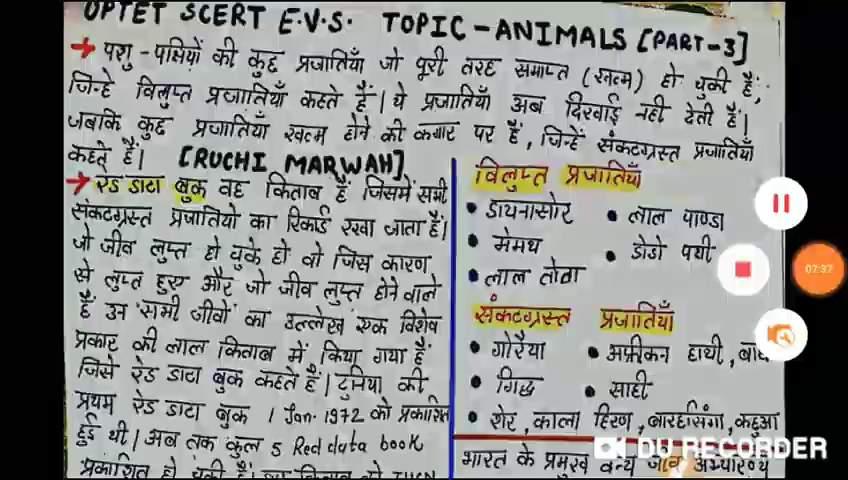 UPTET SCERT E.V.S. TOPIC - ANIMALS [PART-3]
→ पशु-पक्षियों की कुछ प्रजातियाँ जो पूरी तरह समाप्त (खत्म) हो चुकी हैं,
जिन्हे विलुप्त प्रजातियाँ कहते हैं। ये प्रजातियाँ अब दिखाई नही देती हैं।
जबकि कुछ प्रजातियाँ खत्म होने की कगार पर हैं, जिन्हें संकटग्रस्त प्रजातियाँ
कहते हैं। [RUCHI MARWAH]
→ रेड डाटा बुक वह किताब हैं जिसमें सभी
संकटग्रस्त प्रजातियो का रिकार्ड रखा जाता हैं।
जो जीव लुप्त हो चुके हो वो जिस कारण
से लुप्त हुए और जो जीव लुप्त होने वाले
हैं उन सभी जीवो का उल्लेख एक विशेष
प्रकार की लाल किताब में किया गया हैं
जिसे रेड डाटा बुक कहते हैं। दुनिया की
प्रथम रेड डाटा बुक 1 Jan. 1972 को प्रकाशित
हुई थी। अब तक कुल 5 Red data book
प्रकाशित हो चुकी हैं।
विलुप्त प्रजातियाँ
• डायनासोर • लाल पाण्डा
• मेमथ • डोडो पक्षी
• लाल तोता
संकटग्रस्त प्रजातियाँ
• गोरैया • अफ्रीकन हाथी, बाघ
• गिद्ध • साही
• शेर, काला हिरण, बारहसिंगा, कछुआ
भारत के प्रमुख वन्य जीव अभ्यारण्य
07:37
DU RECORDER